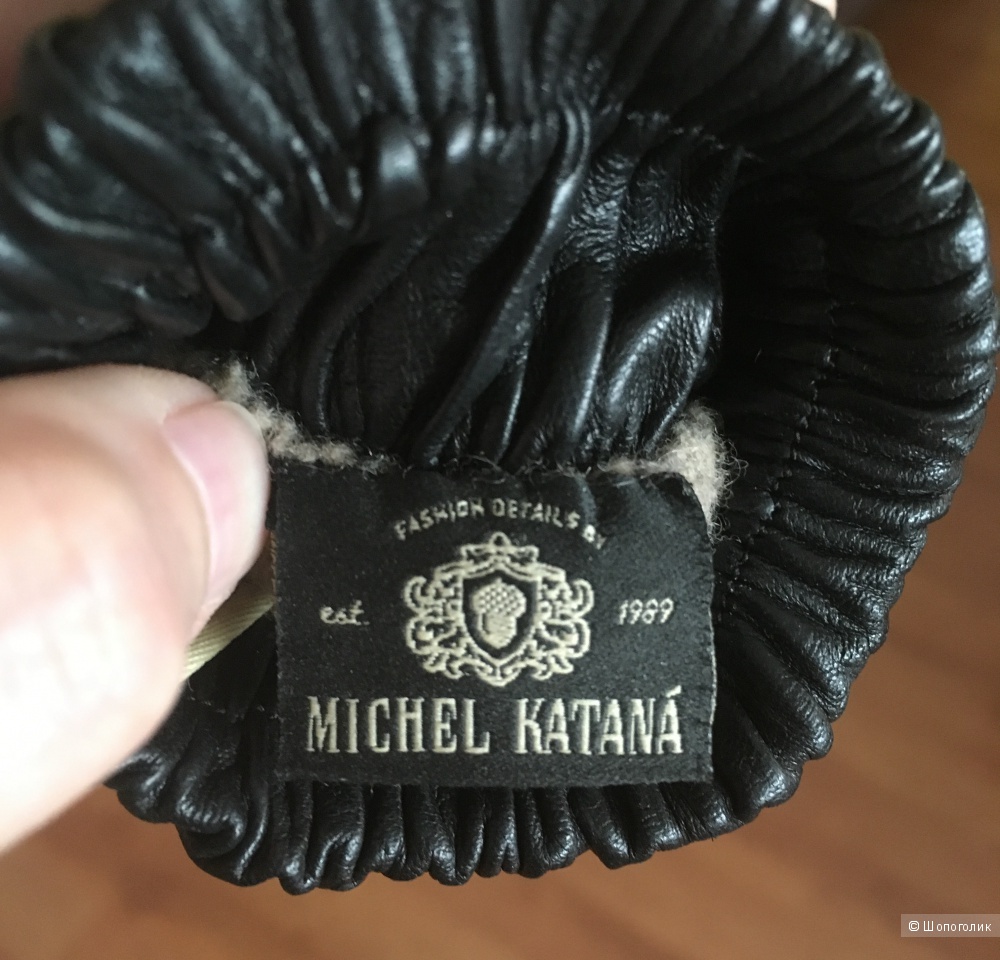 FASHION DETAILS BY
est. 1989
MICHEL KATANÁ
© Шопоголик